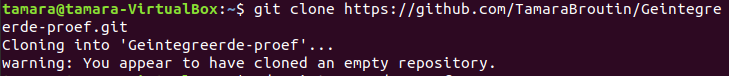 tamara@tamara-VirtualBox:~$ git clone https://github.com/TamaraBroutin/Geintegre
erde-proef.git
Cloning into 'Geintegreerde-proef'...
warning: You appear to have cloned an empty repository.